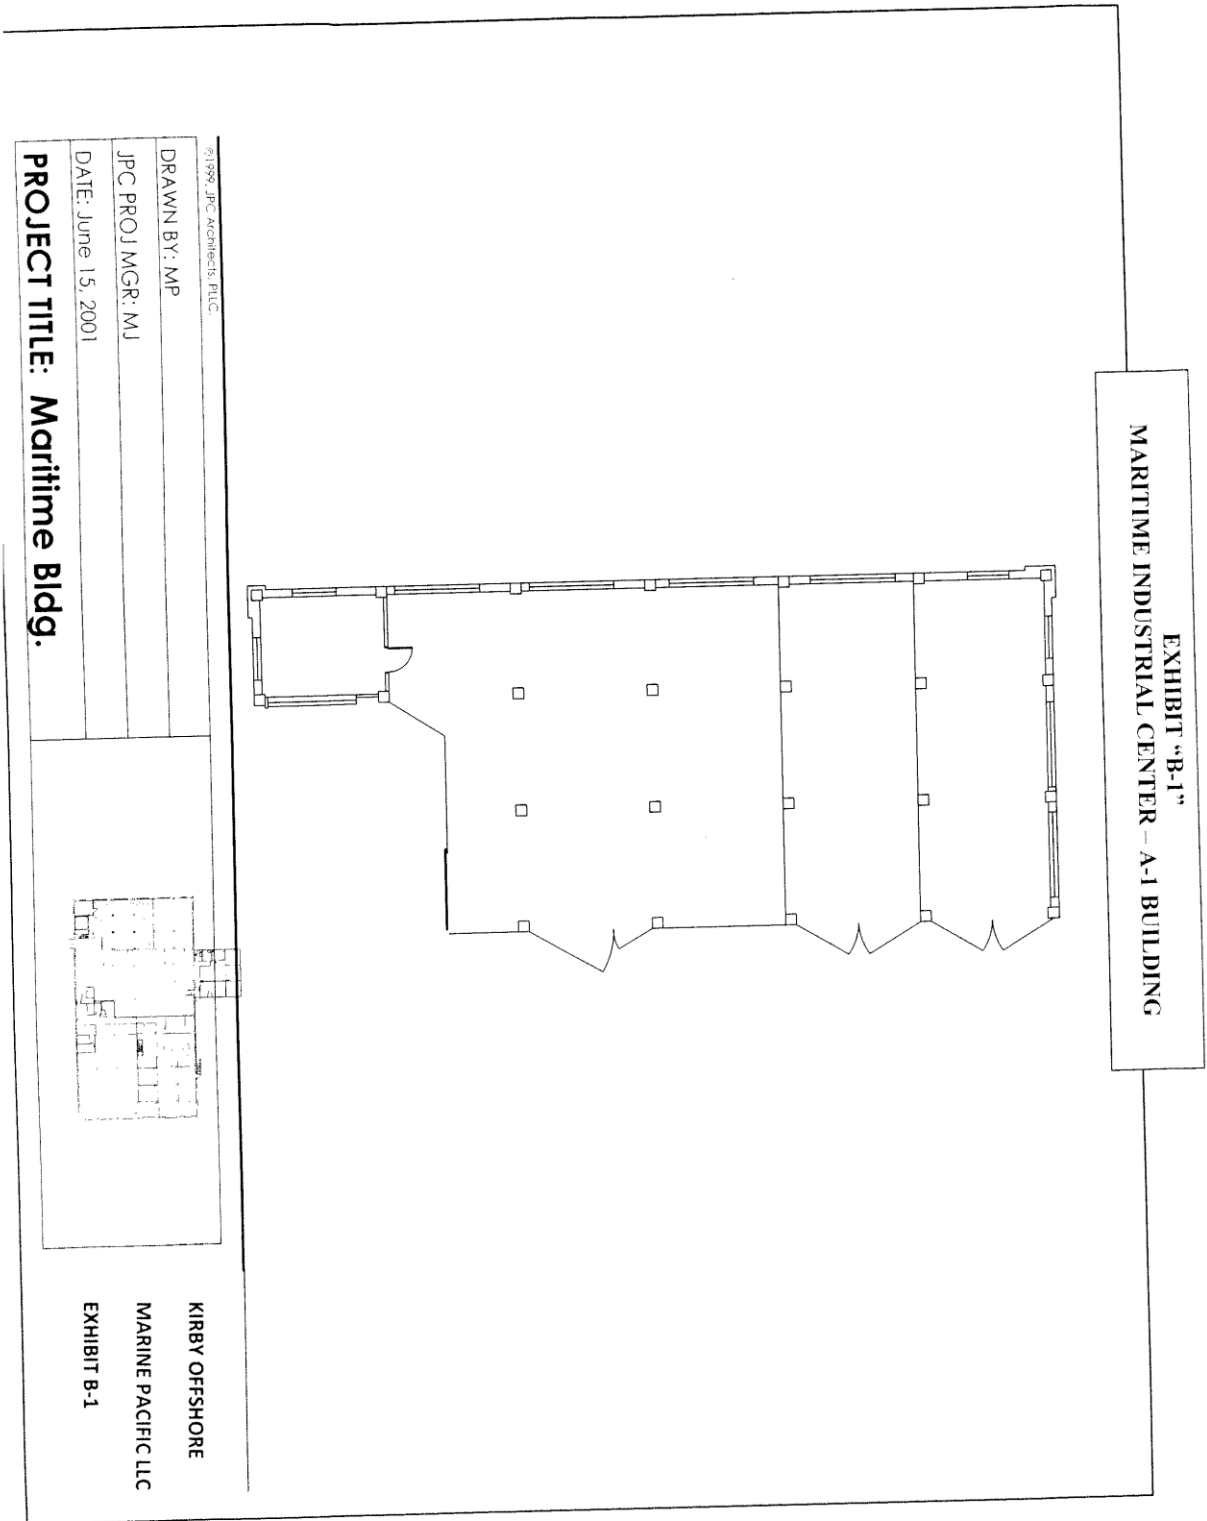 EXHIBIT “B-1”
MARITIME INDUSTRIAL CENTER – A-1 BUILDING
©1999, JPC Architects, PLLC.
DRAWN BY: MP
JPC PROJ MGR: MJ
DATE: June 15, 2001
PROJECT TITLE: Maritime Bldg.
KIRBY OFFSHORE
MARINE PACIFIC LLC
EXHIBIT B-1